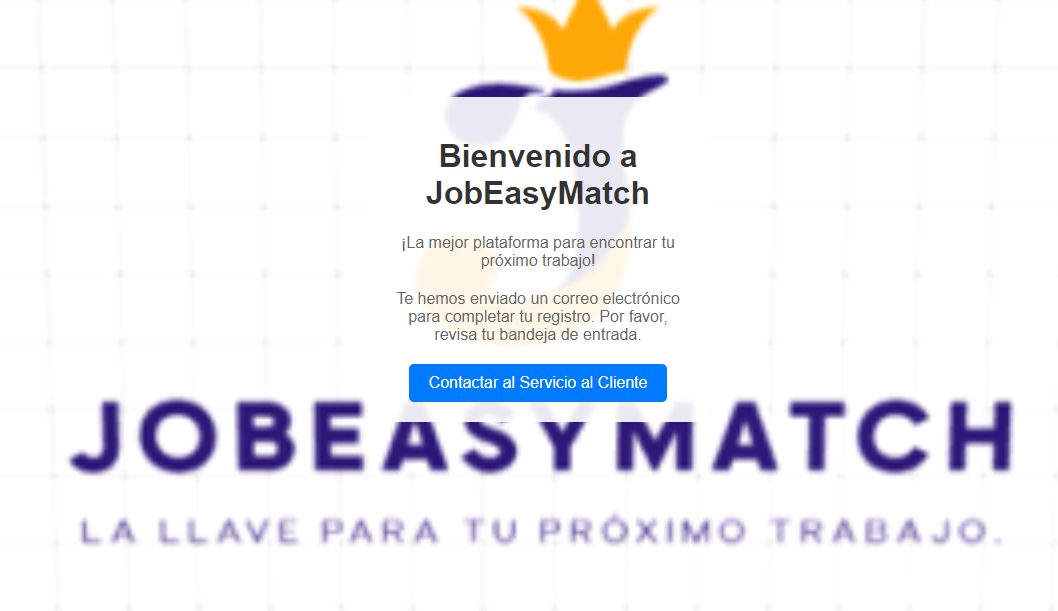 Bienvenido a
JobEasyMatch
¡La mejor plataforma para encontrar tu
próximo trabajo!
Te hemos enviado un correo electrónico
para completar tu registro. Por favor,
revisa tu bandeja de entrada.
Contactar al Servicio al Cliente
JOBEASYMATCH
LA LLAVE PARA TU PRÓXIMO TRABAJO.